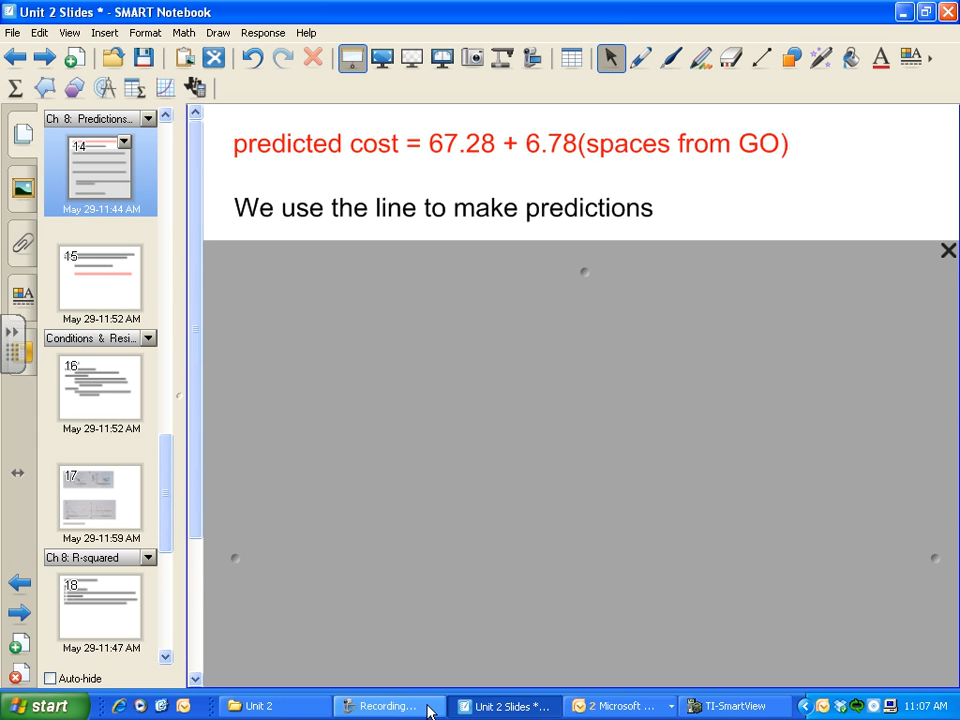 Unit 2 Slides * - SMART Notebook
File Edit View Insert Format Math Draw Response Help
Ch 8: Predictions...
14
May 29-11:44 AM
15
May 29-11:52 AM
Conditions & Resi...
16
May 29-11:52 AM
17
May 29-11:59 AM
Ch 8: R-squared
18
May 29-11:47 AM
Auto-hide
predicted cost = 67.28 + 6.78(spaces from GO)
We use the line to make predictions
start
Unit 2
Recording...
Unit 2 Slides *...
2 Microsoft ...
TI-SmartView
11:07 AM